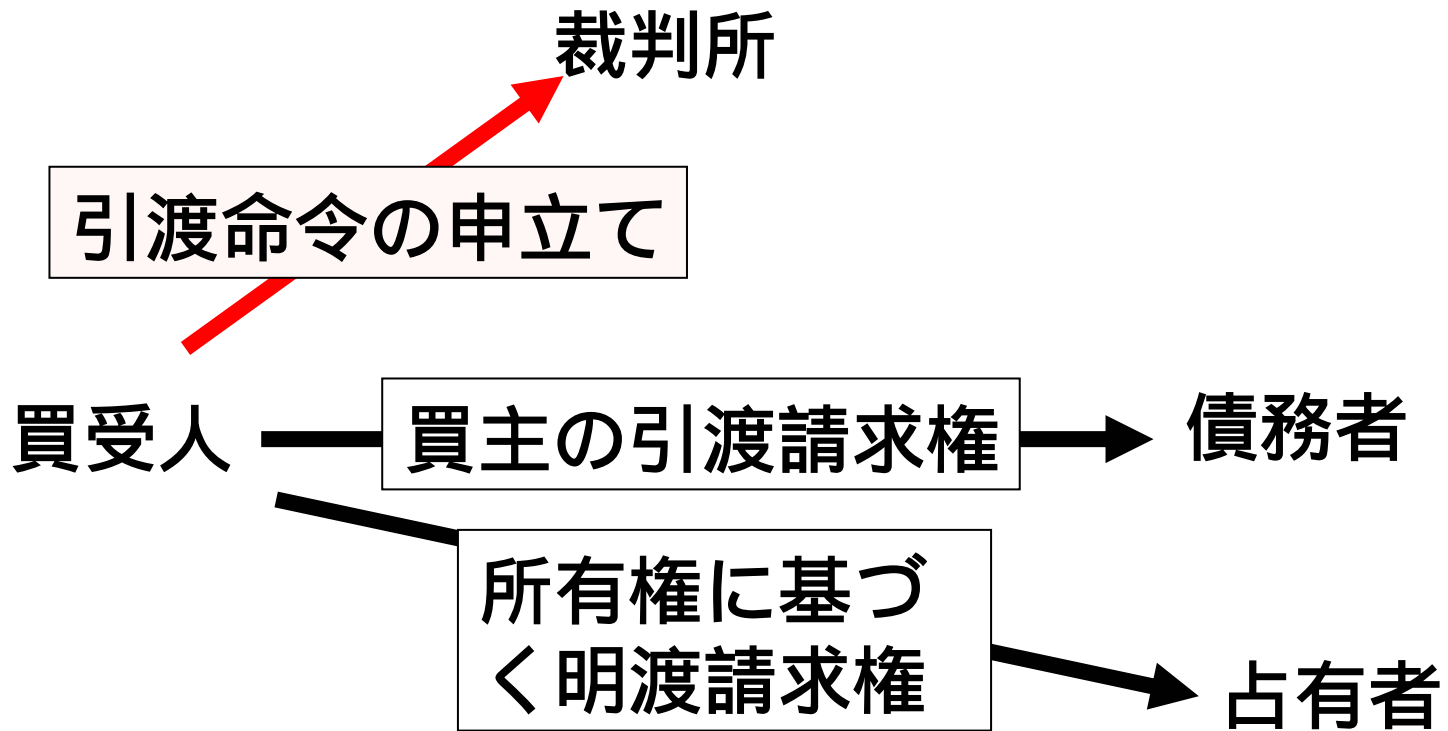 裁判所
引渡命令の申立て
買受人
買主の引渡請求権
債務者
所有権に基づ
く明渡請求権
占有者